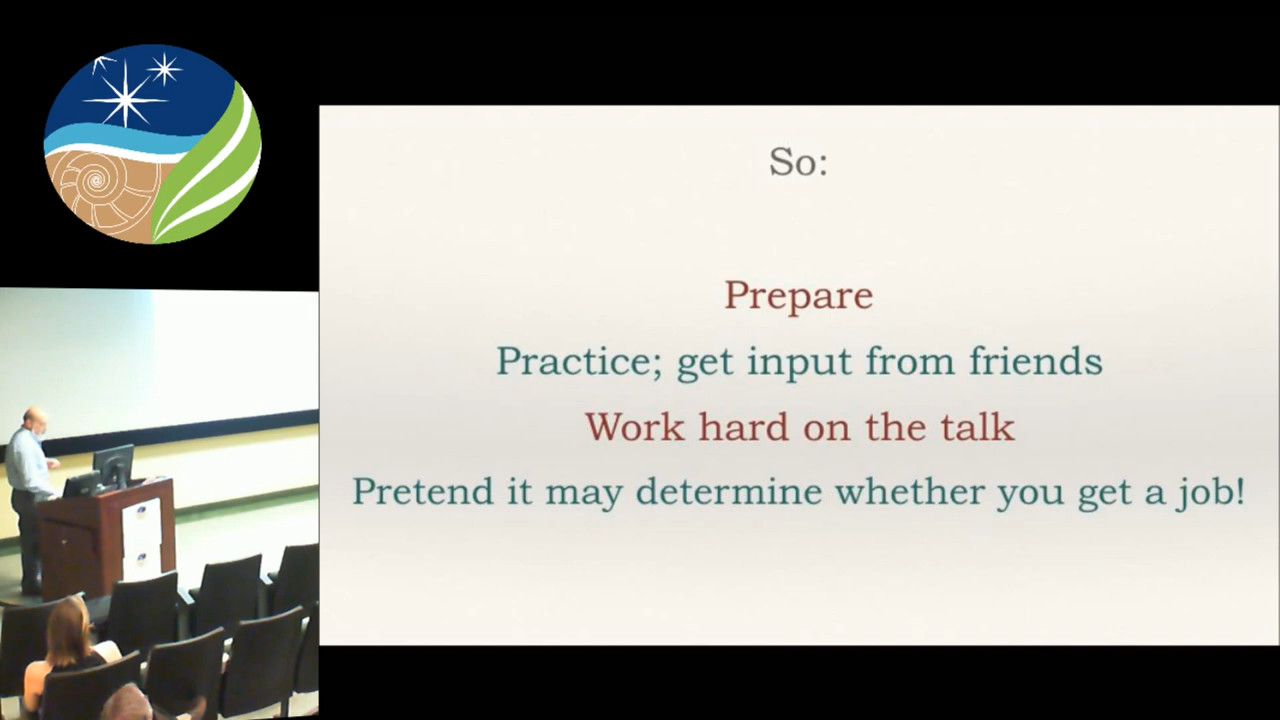 So:
Prepare
Practice; get input from friends
Work hard on the talk
Pretend it may determine whether you get a job!